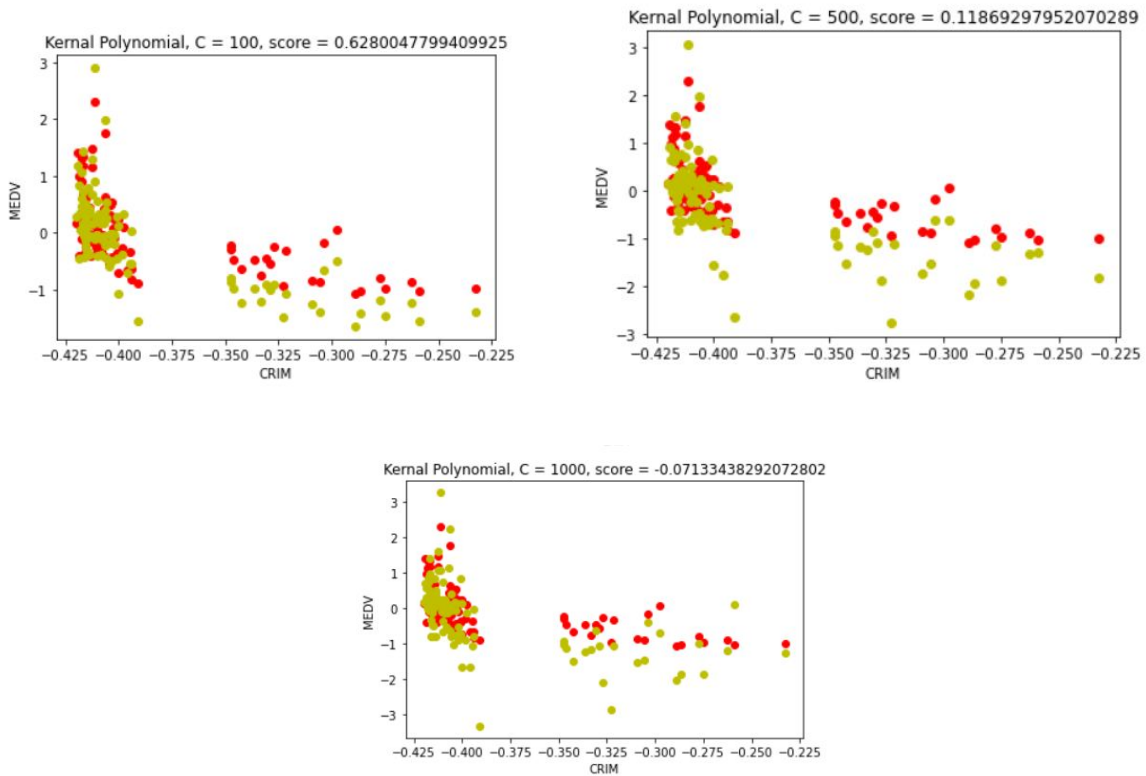 Kernal Polynomial, C = 100, score = 0.6280047799409925
3
2
1
0
−1
MEDV
−0.425 −0.400 −0.375 −0.350 −0.325 −0.300 −0.275 −0.250 −0.225
CRIM
Kernal Polynomial, C = 500, score = 0.11869297952070289
3
2
1
0
−1
−2
−3
MEDV
−0.425 −0.400 −0.375 −0.350 −0.325 −0.300 −0.275 −0.250 −0.225
CRIM
Kernal Polynomial, C = 1000, score = -0.07133438292072802
3
2
1
0
−1
−2
−3
MEDV
−0.425 −0.400 −0.375 −0.350 −0.325 −0.300 −0.275 −0.250 −0.225
CRIM